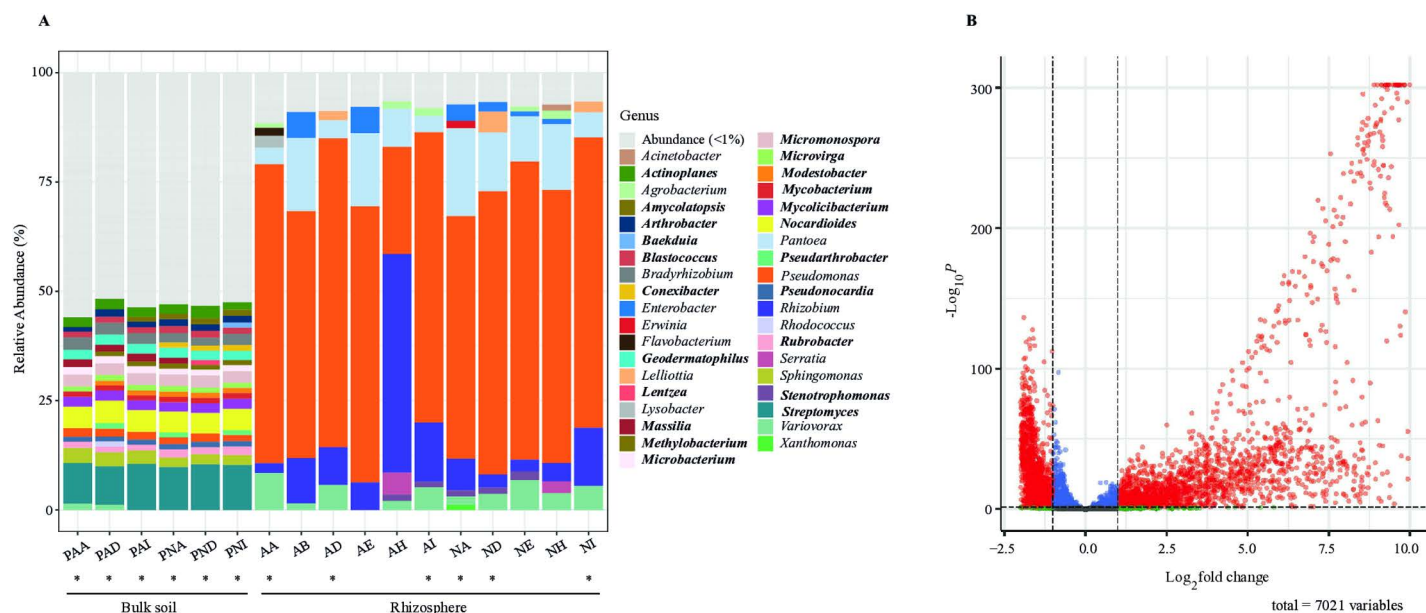 A
B
Relative Abundance (%)
100
75
50
25
0
PAA PAD PAI PNA PND PNI AA AB AD AE AH AI NA ND NE NH NI
* * * * * * * * * * * *
Bulk soil
Rhizosphere
Genus
Abundance (<1%)
Acinetobacter
Actinoplanes
Agrobacterium
Amycolatopsis
Arthrobacter
Baekduia
Blastococcus
Bradyrhizobium
Conexibacter
Enterobacter
Erwinia
Flavobacterium
Geodermatophilus
Lelliottia
Lentzea
Lysobacter
Massilia
Methylobacterium
Microbacterium
Micromonospora
Microvirga
Modestobacter
Mycobacterium
Mycolicibacterium
Nocardioides
Pantoea
Pseudarthrobacter
Pseudomonas
Pseudonocardia
Rhizobium
Rhodococcus
Rubrobacter
Serratia
Sphingomonas
Stenotrophomonas
Streptomyces
Variovorax
Xanthomonas
-Log10P
300
200
100
0
−2.5 0.0 2.5 5.0 7.5 10.0
Log2fold change
total = 7021 variables